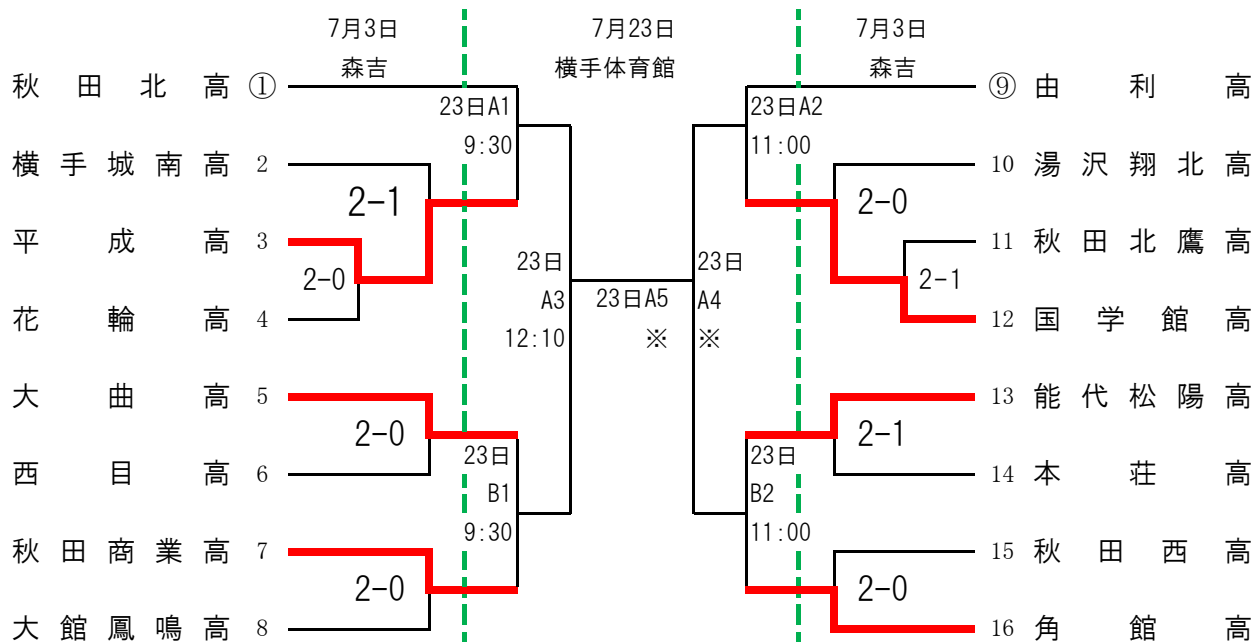 7月3日
7月23日
7月3日
森吉
横手体育館
森吉
秋田北高 ①
⑨ 由利高
23日A1
23日A2
9:30
11:00
横手城南高 2
10 湯沢翔北高
2-1
2-0
平成高 3
11 秋田北鷹高
2-0
2-1
23日
A3
12:10
23日A5
※
23日
A4
※
花輪高 4
12 国学館高
大曲高 5
13 能代松陽高
2-0
2-1
西目高 6
14 本荘高
23日
B1
9:30
23日
B2
11:00
秋田商業高 7
15 秋田西高
2-0
2-0
大館鳳鳴高 8
16 角館高